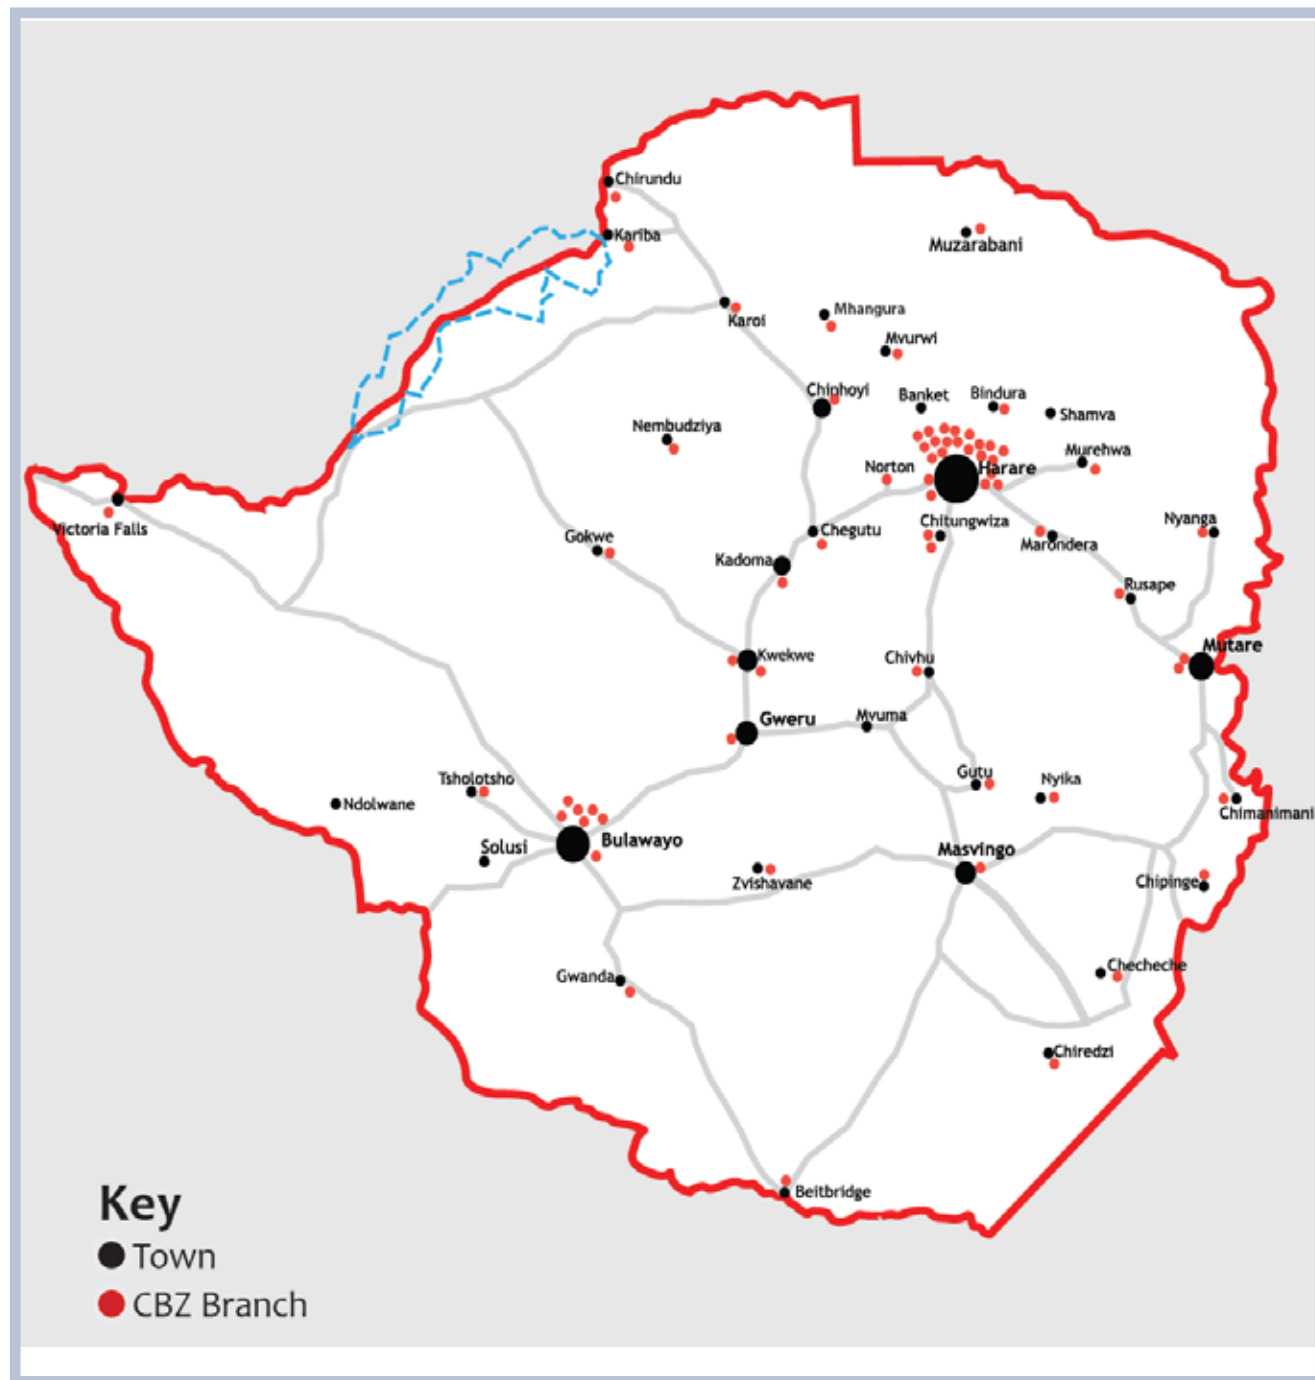 Chirundu
Kariba
Muzarabani
Karoi
Mhangura
Mvurwi
Chiphoyi
Banket
Bindura
Shamva
Nembudziya
Murehwa
Norton
Harare
Victoria Falls
Gokwe
Chegutu
Chitungwiza
Nyanga
Kadoma
Marondera
Rusape
Kwekwe
Chivhu
Mutare
Gweru
Mvuma
Tsholotsho
Gutu
Nyika
Ndolwane
Chimanimani
Solusi
Bulawayo
Masvingo
Zvishavane
Chipinge
Gwanda
Checheche
Chiredzi
Beitbridge
Key
Town
CBZ Branch